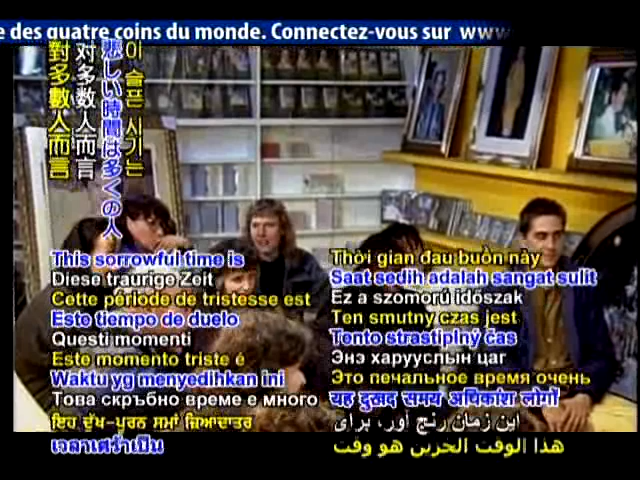 e des quatre coins du monde. Connectez-vous sur www
對多數人而言
对多数人而言
悲しい時間は多くの人
이 슬픈 시기는
This sorrowful time is
Diese traurige Zeit
Cette période de tristesse est
Este tiempo de duelo
Questi momenti
Este momento triste é
Waktu yg menyedihkan ini
Това скръбно време е много
ਇਹ ਦੁੱਖ-ਪੂਰਨ ਸਮਾਂ ਜ਼ਿਆਦਾਤਰ
เวลาเศร้าเป็น
Thời gian đau buồn này
Saat sedih adalah sangat sulit
Ez a szomorú időszak
Ten smutny czas jest
Tento strastiplný čas
Энэ харууслын цаг
Это печальное время очень
यह दुखद समय अधिकांश लोगों
این زمان رنج آور، برای
هذا الوقت الحزين هو وقت